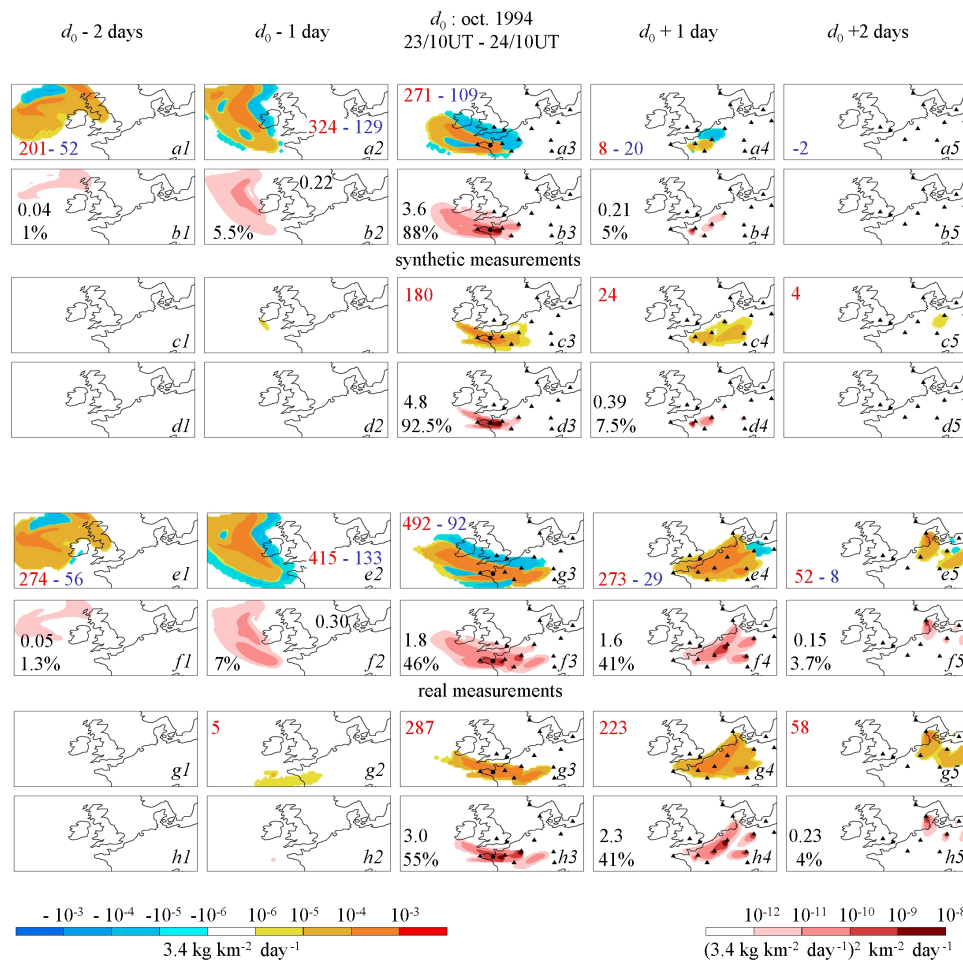 d₀ - 2 days
d₀ - 1 day
d₀ : oct. 1994
23/10UT - 24/10UT
d₀ + 1 day
d₀ +2 days
201 - 52 a1
324 - 129 a2
271 - 109 a3
8 - 20 a4
-2 a5
0.04
1% b1
0.22
5.5% b2
3.6
88% b3
0.21
5% b4
b5
synthetic measurements
c1
c2
180 c3
24 c4
4 c5
d1
d2
4.8
92.5% d3
0.39
7.5% d4
d5
274 - 56 e1
415 - 133 e2
492 - 92 g3
273 - 29 e4
52 - 8 e5
0.05
1.3% f1
0.30
7% f2
1.8
46% f3
1.6
41% f4
0.15
3.7% f5
real measurements
g1
5 g2
287 g3
223 g4
58 g5
h1
h2
3.0
55% h3
2.3
41% h4
0.23
4% h5
- 10⁻³ - 10⁻⁴ -10⁻⁵ -10⁻⁶ 10⁻⁶ 10⁻⁵ 10⁻⁴ 10⁻³
3.4 kg km⁻² day⁻¹
10⁻¹² 10⁻¹¹ 10⁻¹⁰ 10⁻⁹ 10⁻⁸
(3.4 kg km⁻² day⁻¹)² km⁻² day⁻¹